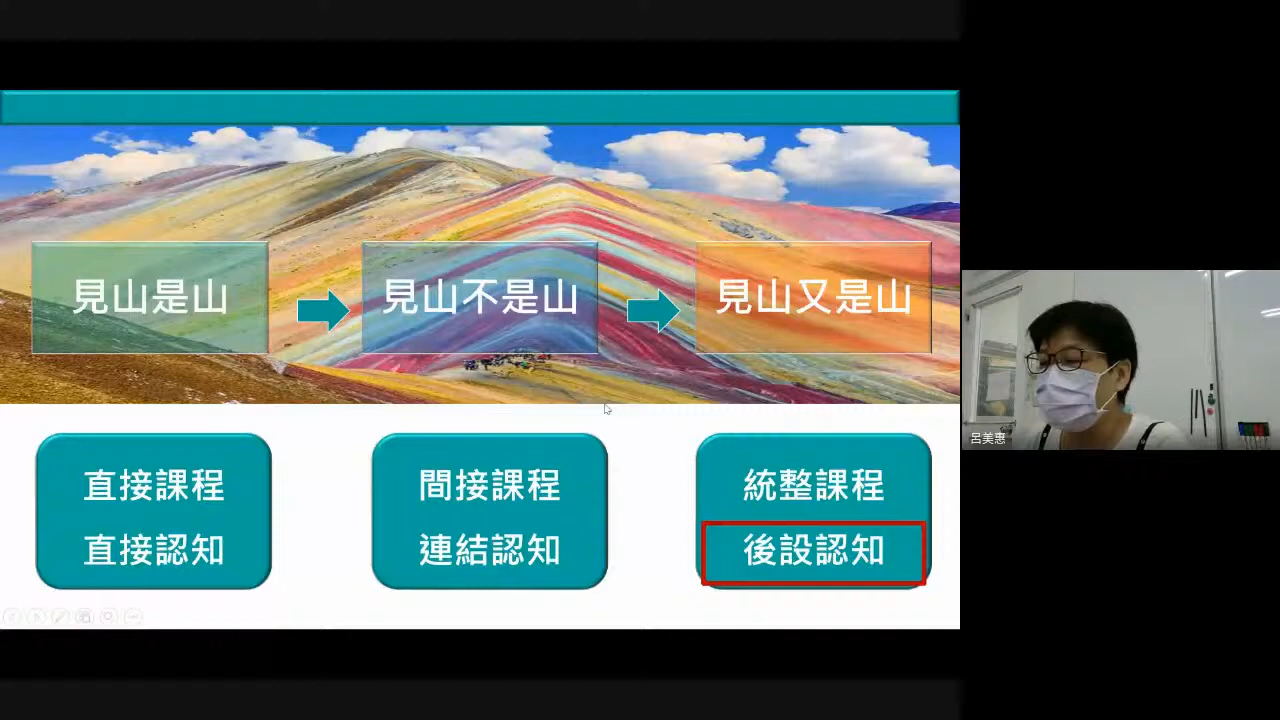 見山是山
見山不是山
見山又是山
直接課程
直接認知
間接課程
連結認知
統整課程
後設認知
呂美惠